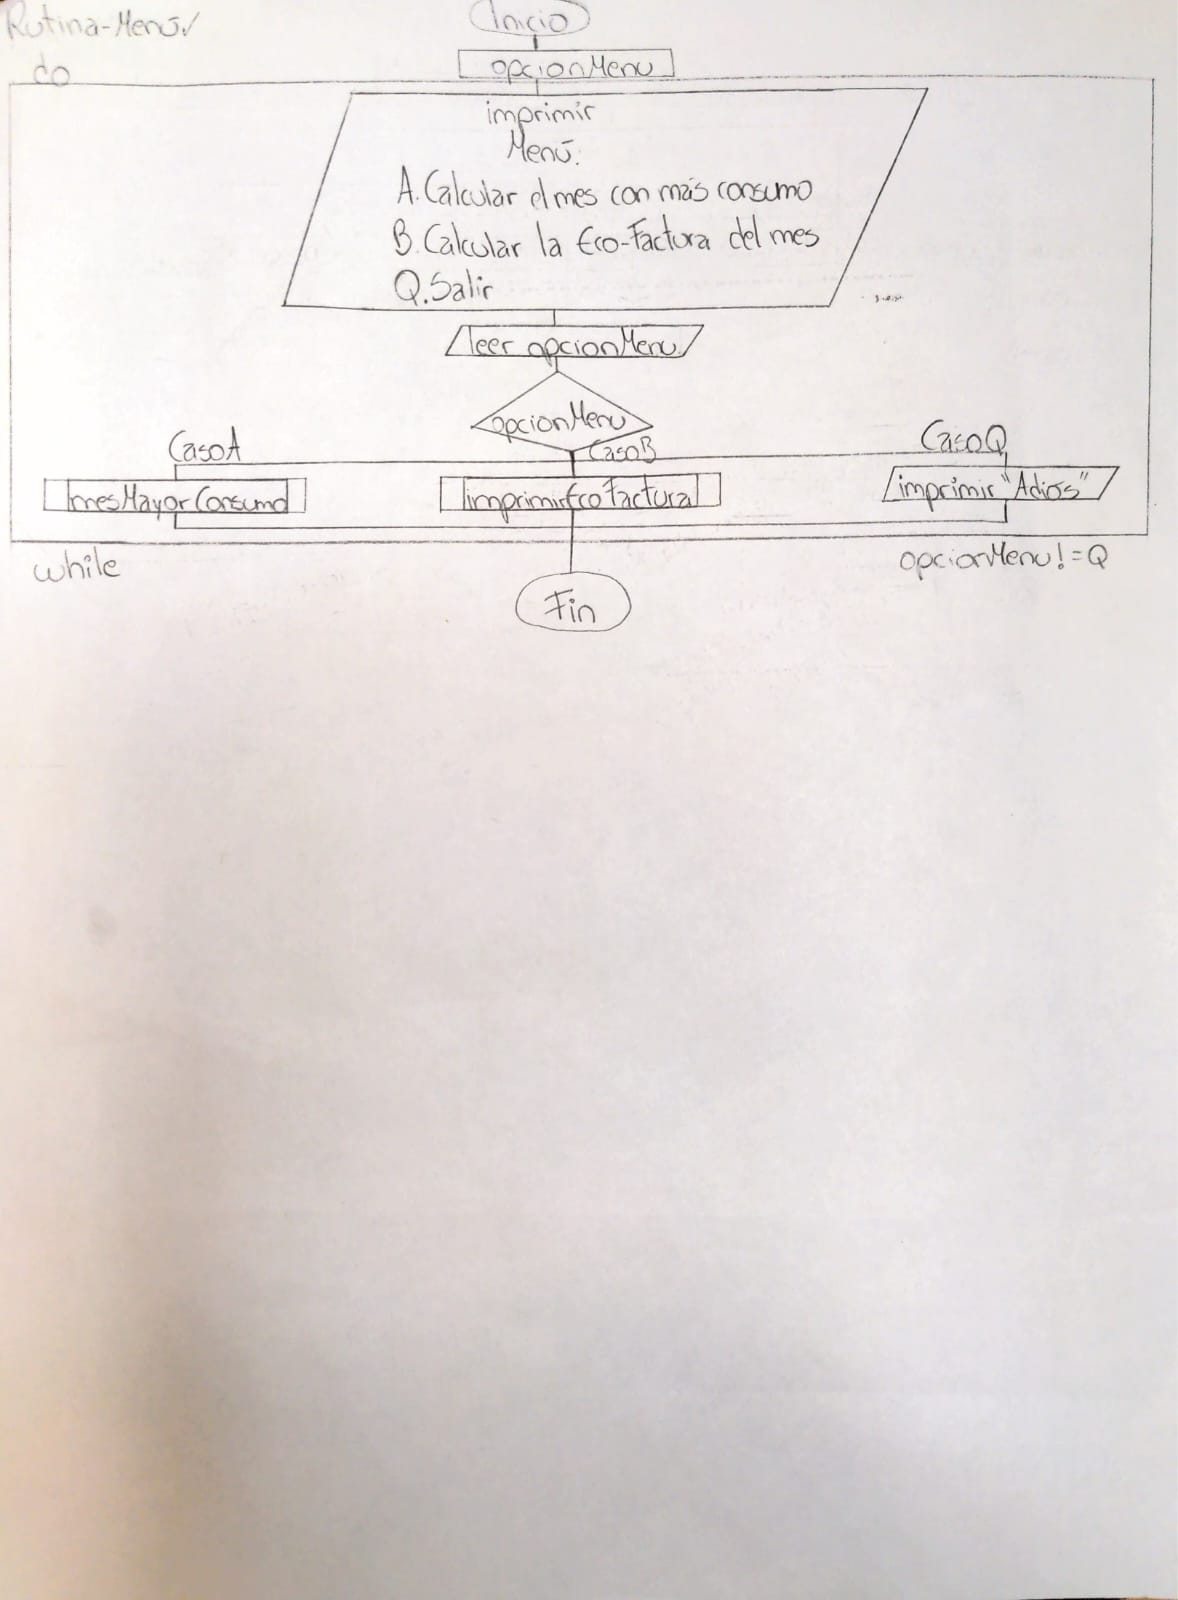 Rutina-Menú✓
Inicio
do
opcionMenu
imprimir
Menú:
A. Calcular el mes con más consumo
B. Calcular la Eco-Factura del mes
Q. Salir
leer opcionMenu
opcionMenu
CasoA
CasoB
CasoQ
mesMayorConsumo
imprimirEcoFactura
imprimir "Adiós"
while
opcionMenu!=Q
Fin